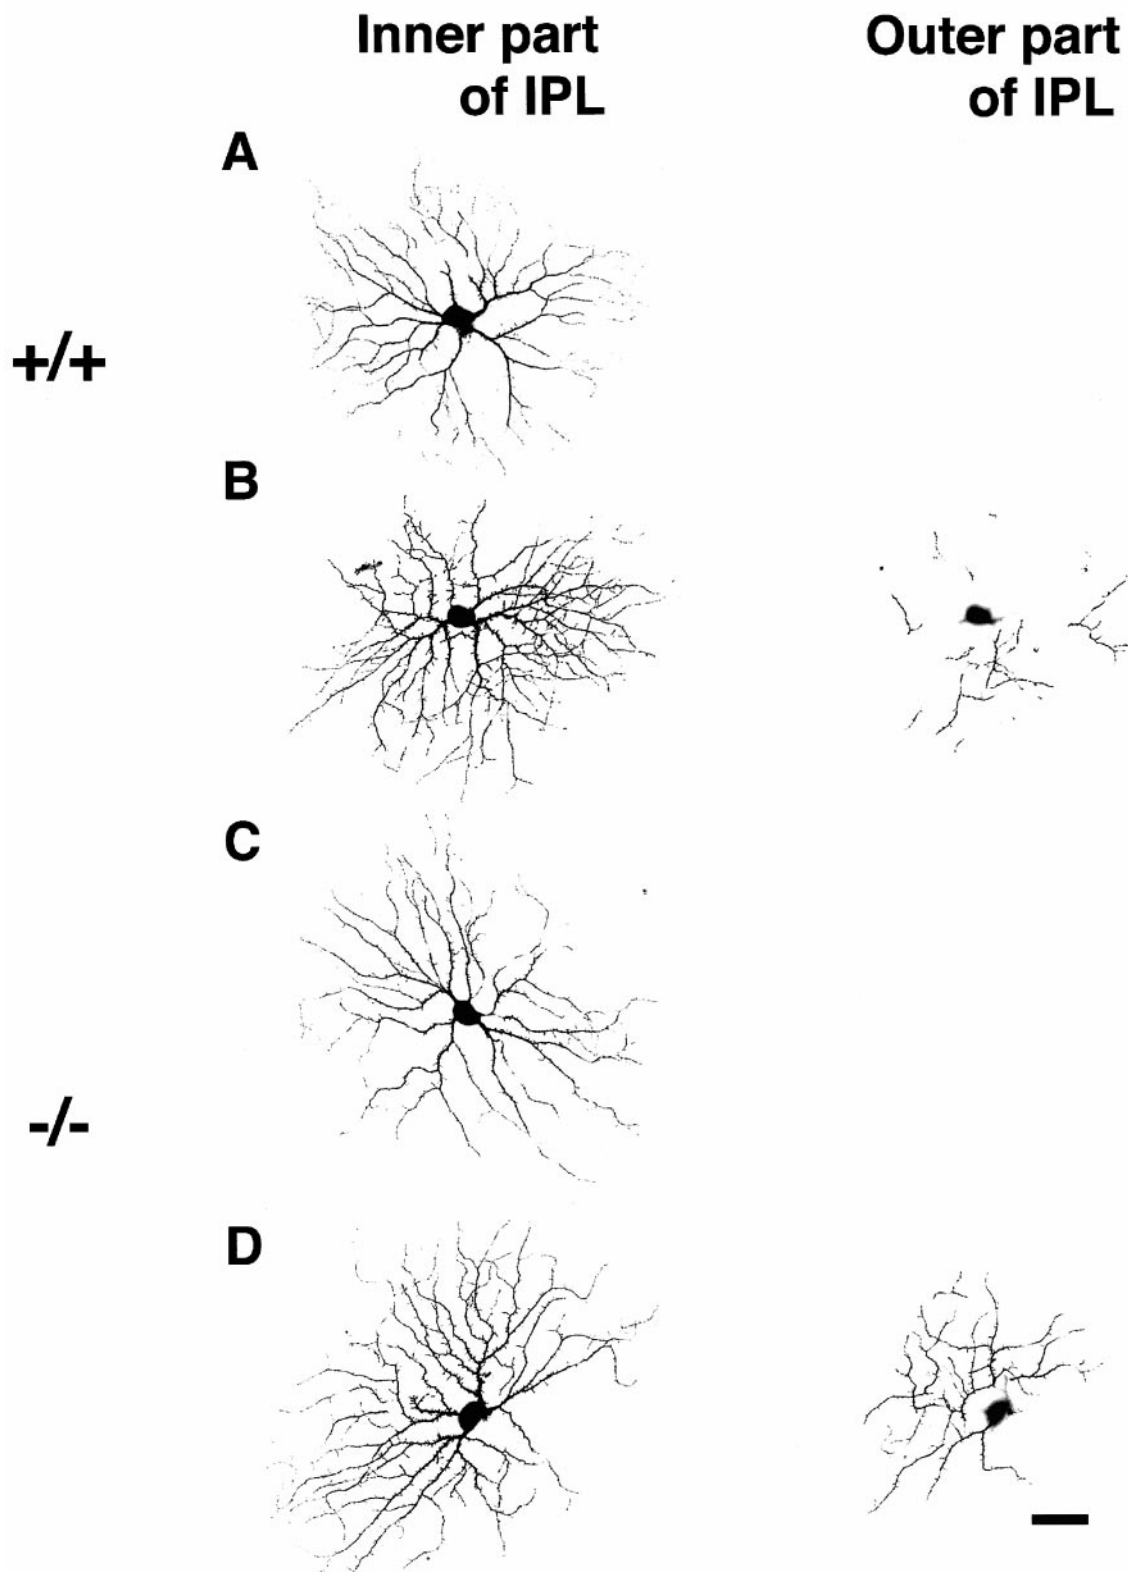 Inner part
of IPL
Outer part
of IPL
A
+/+
B
C
-/-
D